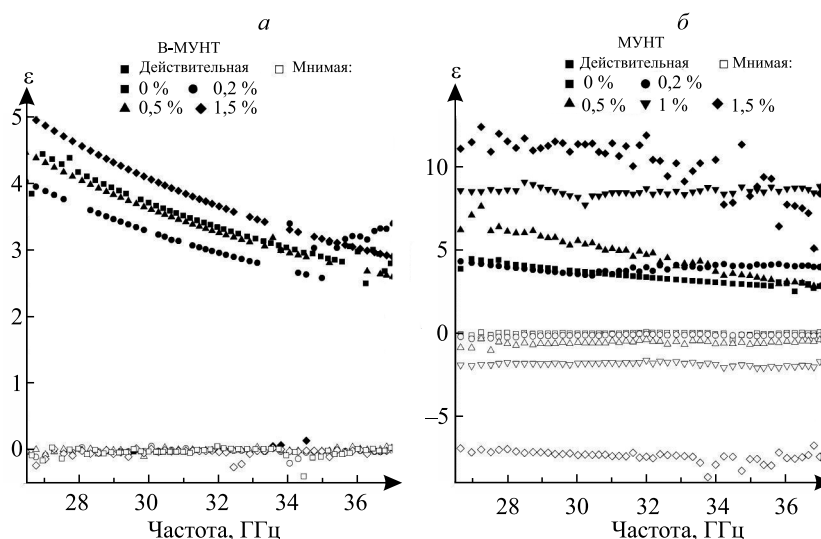 а
В-МУНТ
ε
■ Действительная □ Мнимая:
■ 0 % ● 0,2 %
▲ 0,5 % ◆ 1,5 %
5
4
3
2
1
0
28 30 32 34 36
Частота, ГГц
б
МУНТ
ε
■ Действительная □ Мнимая:
■ 0 % ● 0,2 %
▲ 0,5 % ▼ 1 % ◆ 1,5 %
10
5
0
–5
28 30 32 34 36
Частота, ГГц